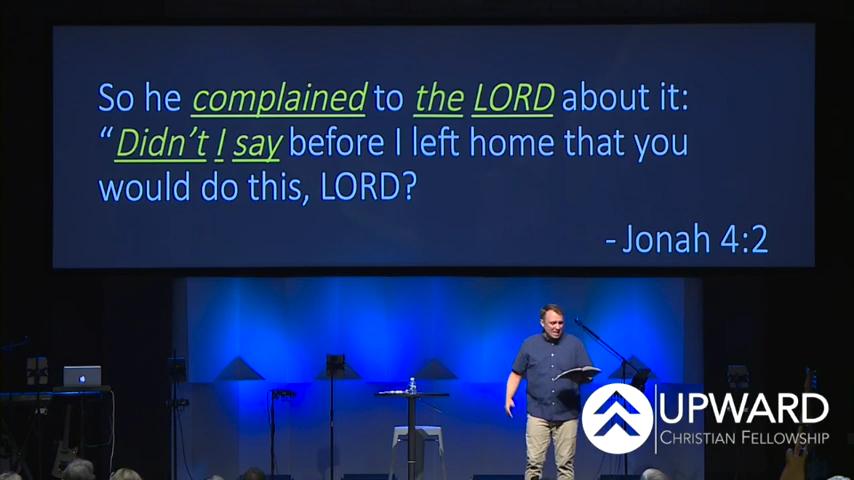 So he complained to the LORD about it:
“Didn’t I say before I left home that you
would do this, LORD?
- Jonah 4:2
UPWARD
CHRISTIAN FELLOWSHIP